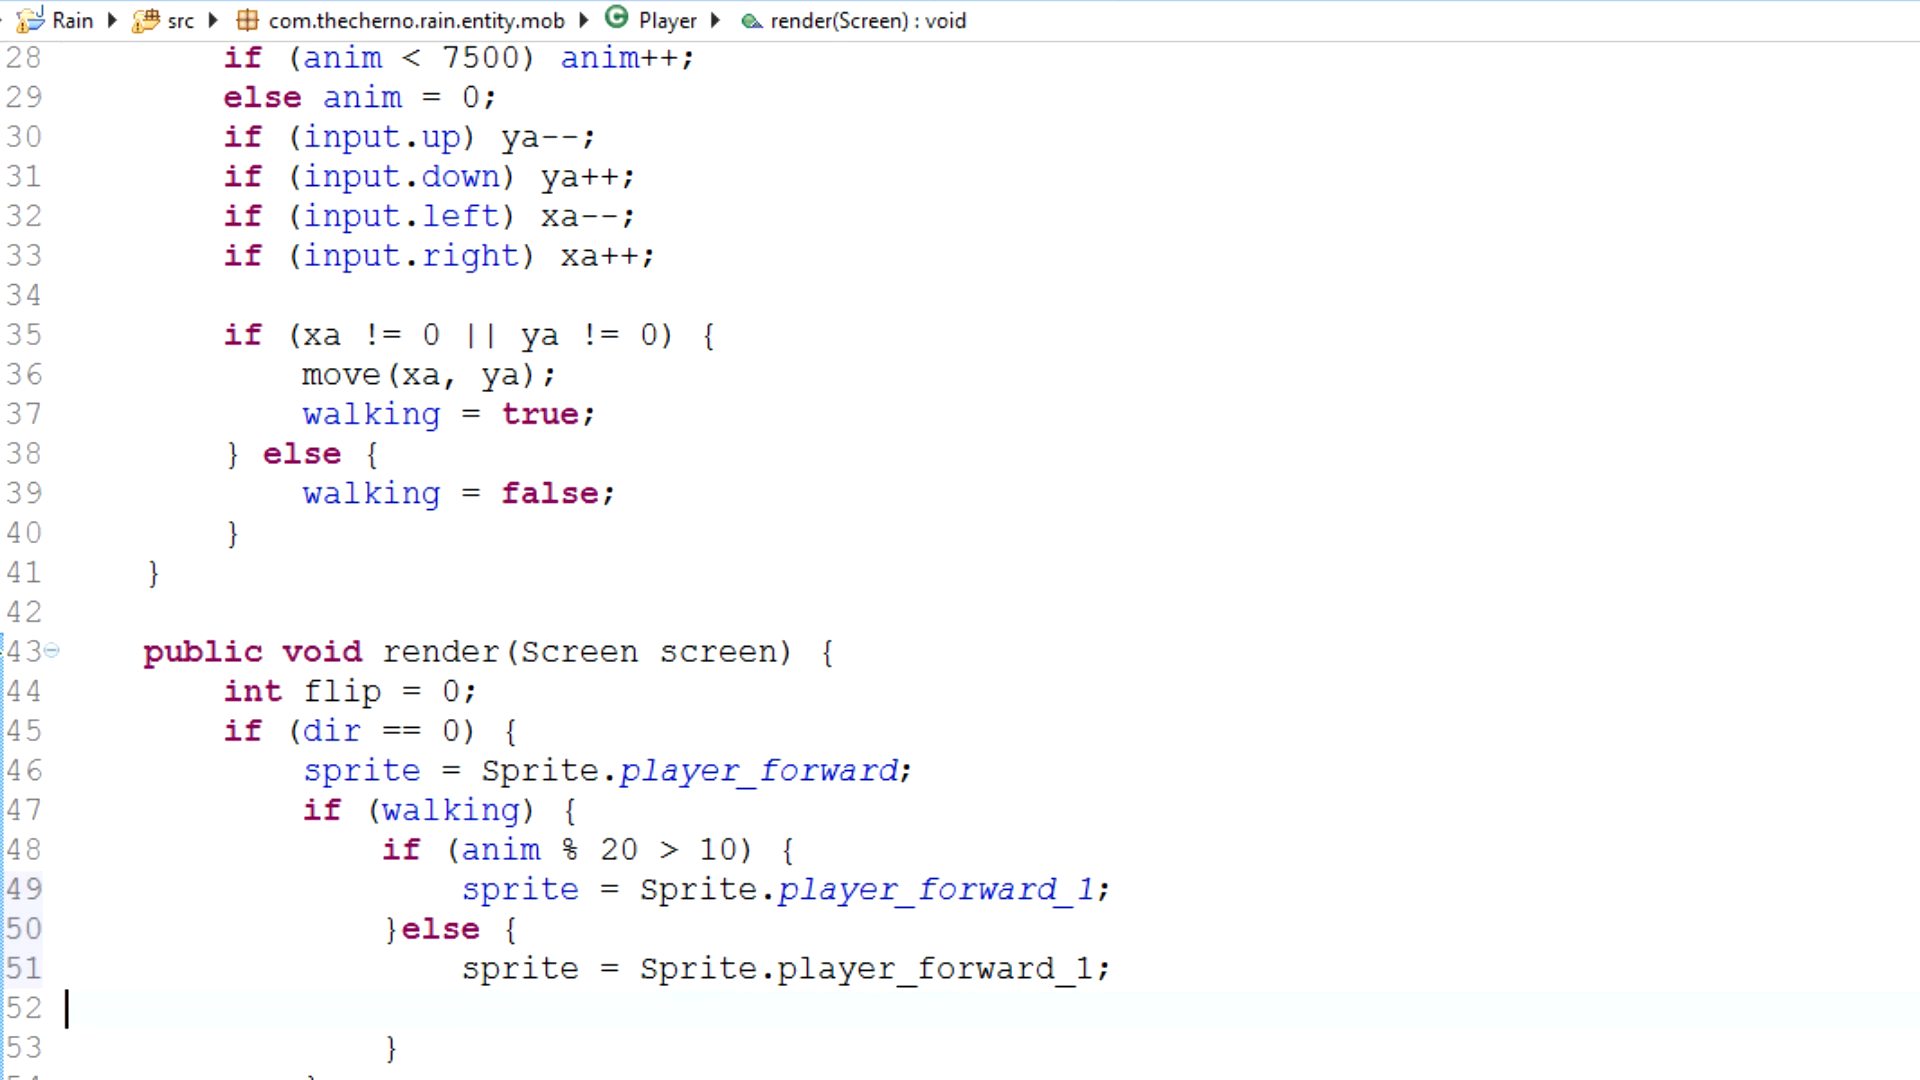 Rain src com.thecherno.rain.entity.mob Player render(Screen) : void
28 if (anim < 7500) anim++;
29 else anim = 0;
30 if (input.up) ya--;
31 if (input.down) ya++;
32 if (input.left) xa--;
33 if (input.right) xa++;
34
35 if (xa != 0 || ya != 0) {
36 move(xa, ya);
37 walking = true;
38 } else {
39 walking = false;
40 }
41 }
42
43 public void render(Screen screen) {
44 int flip = 0;
45 if (dir == 0) {
46 sprite = Sprite.player_forward;
47 if (walking) {
48 if (anim % 20 > 10) {
49 sprite = Sprite.player_forward_1;
50 }else {
51 sprite = Sprite.player_forward_1;
52
53 }